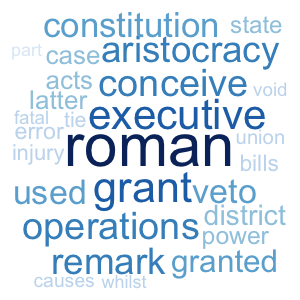 constitution state
part case aristocracy
acts conceive void
latter executive
fatal tie
error roman union
injury bills
used grant veto
operations district
power
remark granted
causes whilst